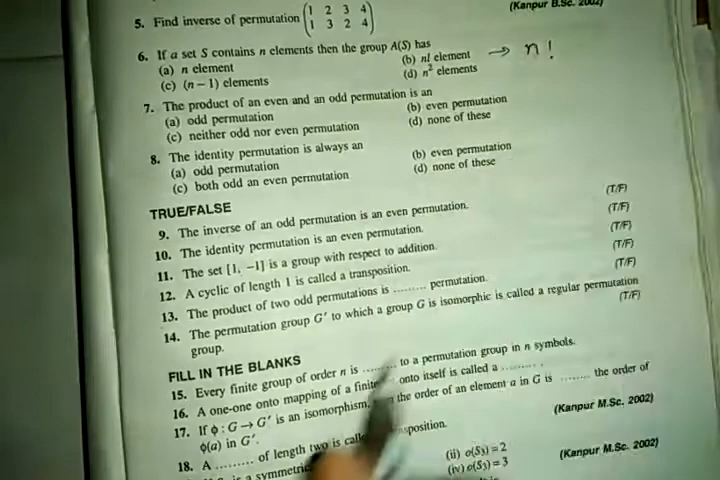 5. Find inverse of permutation (1 2 3 4
1 3 2 4)
(Kanpur B.Sc. 2002)
6. If a set S contains n elements then the group A(S) has
(a) n element (b) n! element → n!
(c) (n – 1) elements (d) n² elements
7. The product of an even and an odd permutation is an
(a) odd permutation (b) even permutation
(c) neither odd nor even permutation (d) none of these
8. The identity permutation is always an
(a) odd permutation (b) even permutation
(c) both odd an even permutation (d) none of these
TRUE/FALSE
9. The inverse of an odd permutation is an even permutation. (T/F)
10. The identity permutation is an even permutation. (T/F)
11. The set [1, –1] is a group with respect to addition. (T/F)
12. A cyclic of length 1 is called a transposition. (T/F)
13. The product of two odd permutations is ......... permutation. (T/F)
14. The permutation group G′ to which a group G is isomorphic is called a regular permutation
group. (T/F)
FILL IN THE BLANKS
15. Every finite group of order n is ......... to a permutation group in n symbols.
16. A one-one onto mapping of a finite onto itself is called a ......... .
17. If ϕ : G → G′ is an isomorphism, the order of an element a in G is ........ the order of
ϕ(a) in G′. (Kanpur M.Sc. 2002)
18. A ......... of length two is
(ii) o(S₃) = 2 (Kanpur M.Sc. 2002)
(iv) o(S₃) = 3